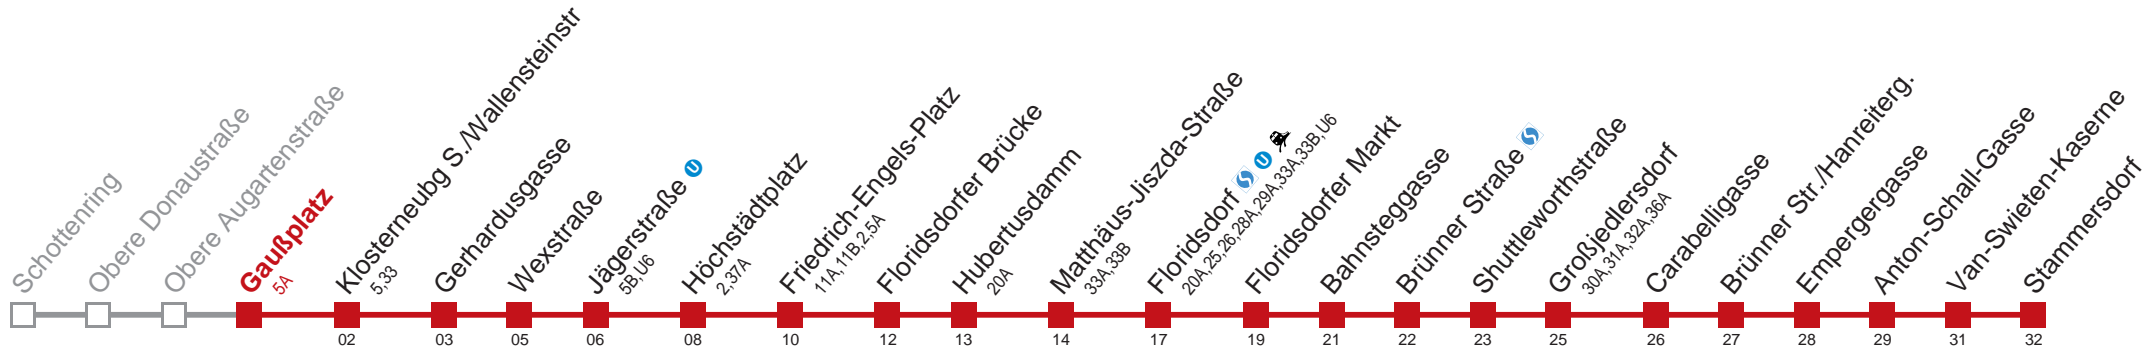 Schottenring
Obere Donaustraße
Obere Augartenstraße
Gaußplatz
5A
Klosterneubg S./Wallensteinstr
5,33
Gerhardusgasse
Wexstraße
Jägerstraße U
5B,U6
Höchstädtplatz
2,37A
Friedrich-Engels-Platz
11A,11B,2,5A
Floridsdorfer Brücke
Hubertusdamm
20A
Matthäus-Jiszda-Straße
33A,33B
Floridsdorf S U
20A,25,26,28A,29A,33A,33B,U6
Floridsdorfer Markt
Bahnsteggasse
Brünner Straße S
Shuttleworthstraße
Großjedlersdorf
30A,31A,32A,36A
Carabelligasse
Brünner Str./Hanreiterg.
Empergergasse
Anton-Schall-Gasse
Van-Swieten-Kaserne
Stammersdorf
02 03 05 06 08 10 12 13 14 17 19 21 22 23 25 26 27 28 29 31 32